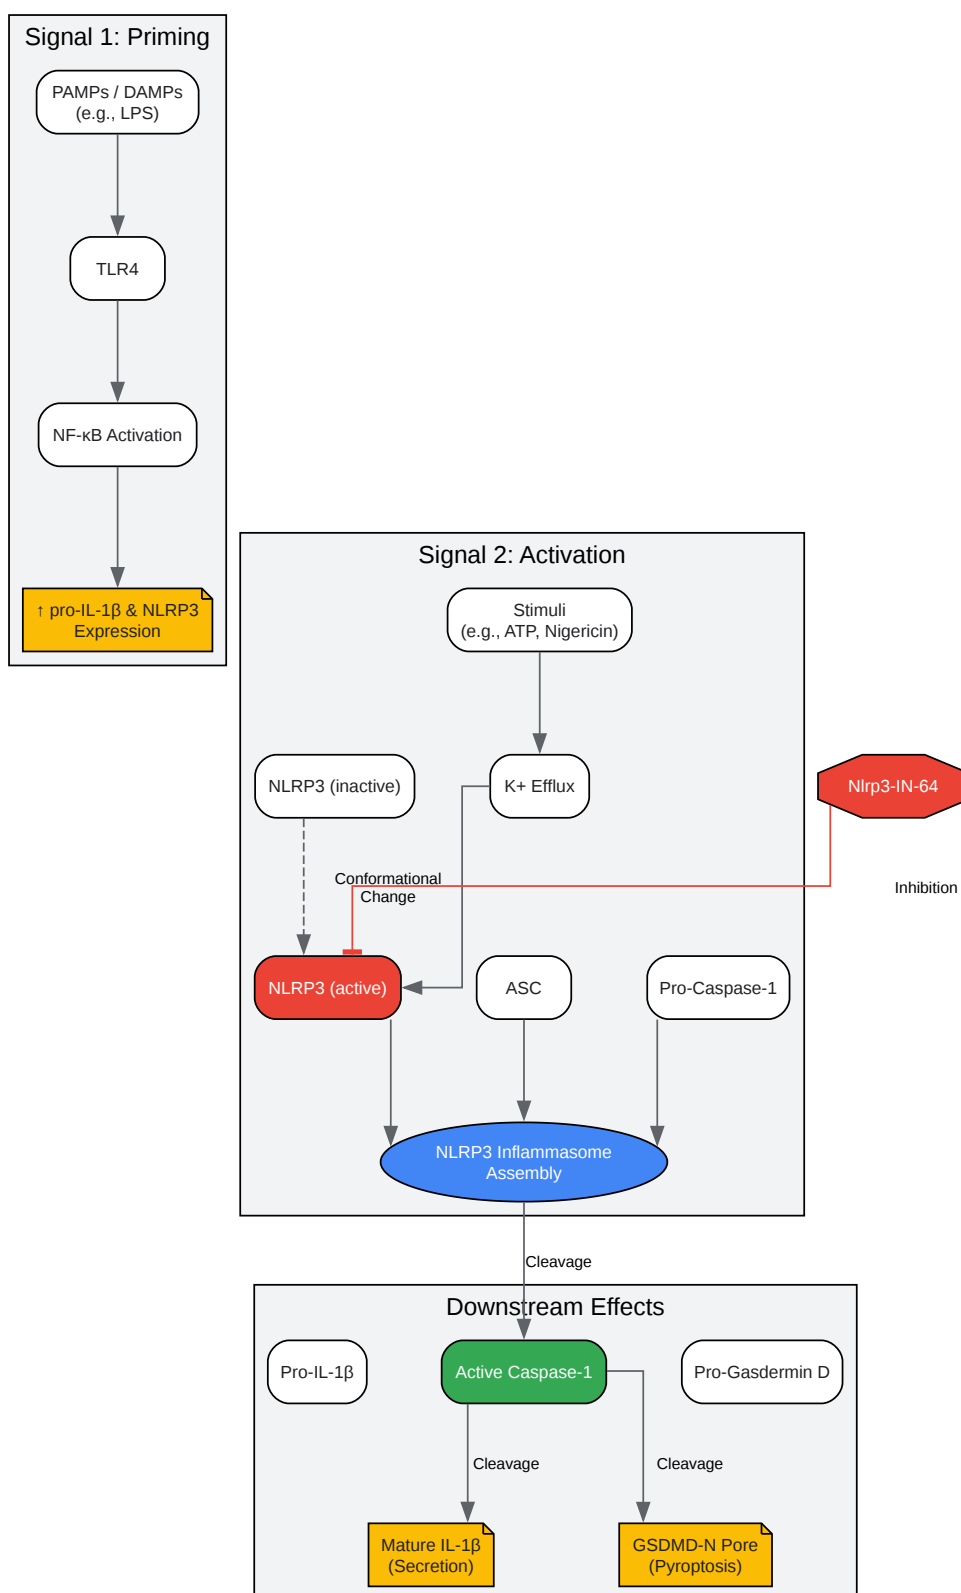 Signal 1: Priming
PAMPs / DAMPs
(e.g., LPS)
TLR4
NF-κB Activation
↑ pro-IL-1β & NLRP3
Expression
Signal 2: Activation
Stimuli
(e.g., ATP, Nigericin)
NLRP3 (inactive)
K+ Efflux
Nlrp3-IN-64
Conformational
Change
Inhibition
NLRP3 (active)
ASC
Pro-Caspase-1
NLRP3 Inflammasome
Assembly
Cleavage
Downstream Effects
Pro-IL-1β
Active Caspase-1
Pro-Gasdermin D
Cleavage
Cleavage
Mature IL-1β
(Secretion)
GSDMD-N Pore
(Pyroptosis)